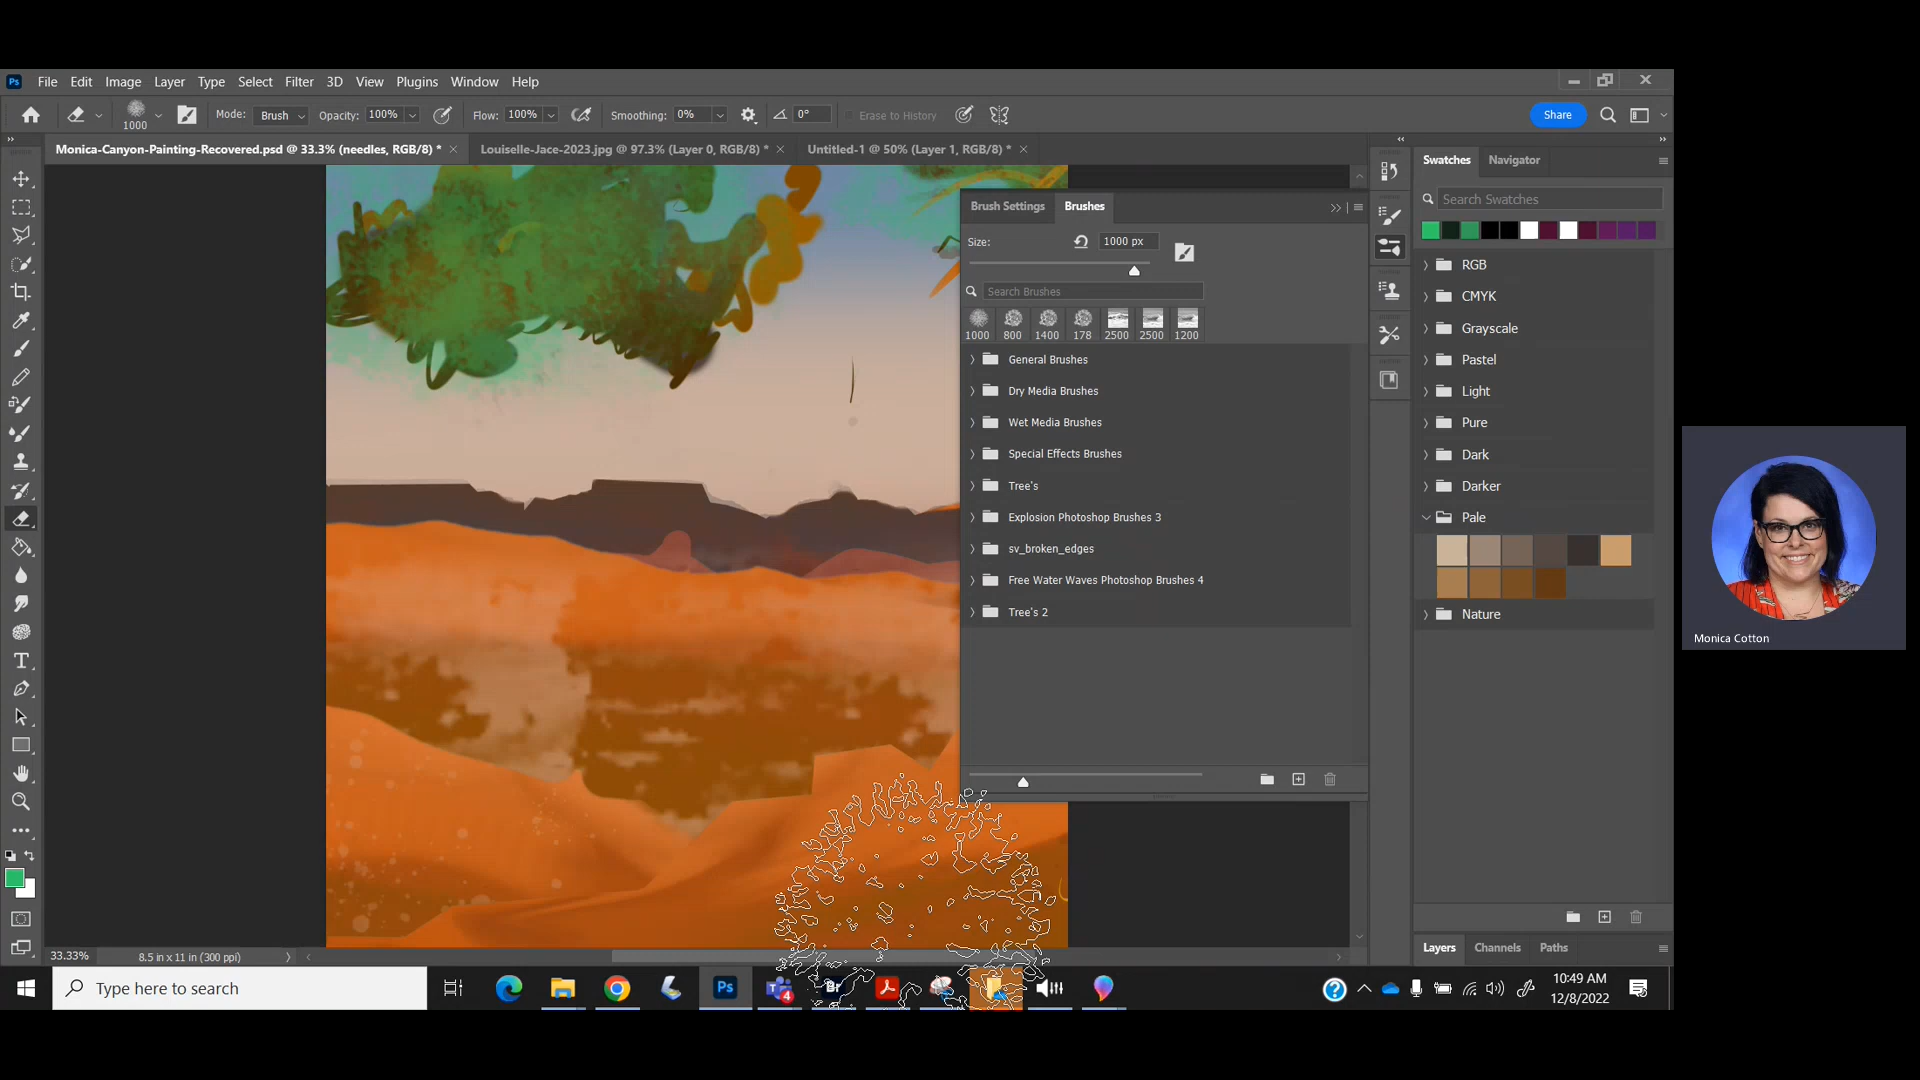 Ps File Edit Image Layer Type Select Filter 3D View Plugins Window Help
1000 Mode: Brush Opacity: 100% Flow: 100% Smoothing: 0% 0° Erase to History Share
Monica-Canyon-Painting-Recovered.psd @ 33.3% (needles, RGB/8) * Louiselle-Jace-2023.jpg @ 97.3% (Layer 0, RGB/8) * Untitled-1 @ 50% (Layer 1, RGB/8) *
Brush Settings Brushes
Size: 1000 px
Search Brushes
1000 800 1400 178 2500 2500 1200
General Brushes
Dry Media Brushes
Wet Media Brushes
Special Effects Brushes
Tree's
Explosion Photoshop Brushes 3
sv_broken_edges
Free Water Waves Photoshop Brushes 4
Tree's 2
Swatches Navigator
Search Swatches
RGB
CMYK
Grayscale
Pastel
Light
Pure
Dark
Darker
Pale
Nature
Layers Channels Paths
Monica Cotton
33.33% 8.5 in x 11 in (300 ppi)
Type here to search
Ps
4
Br
10:49 AM
12/8/2022